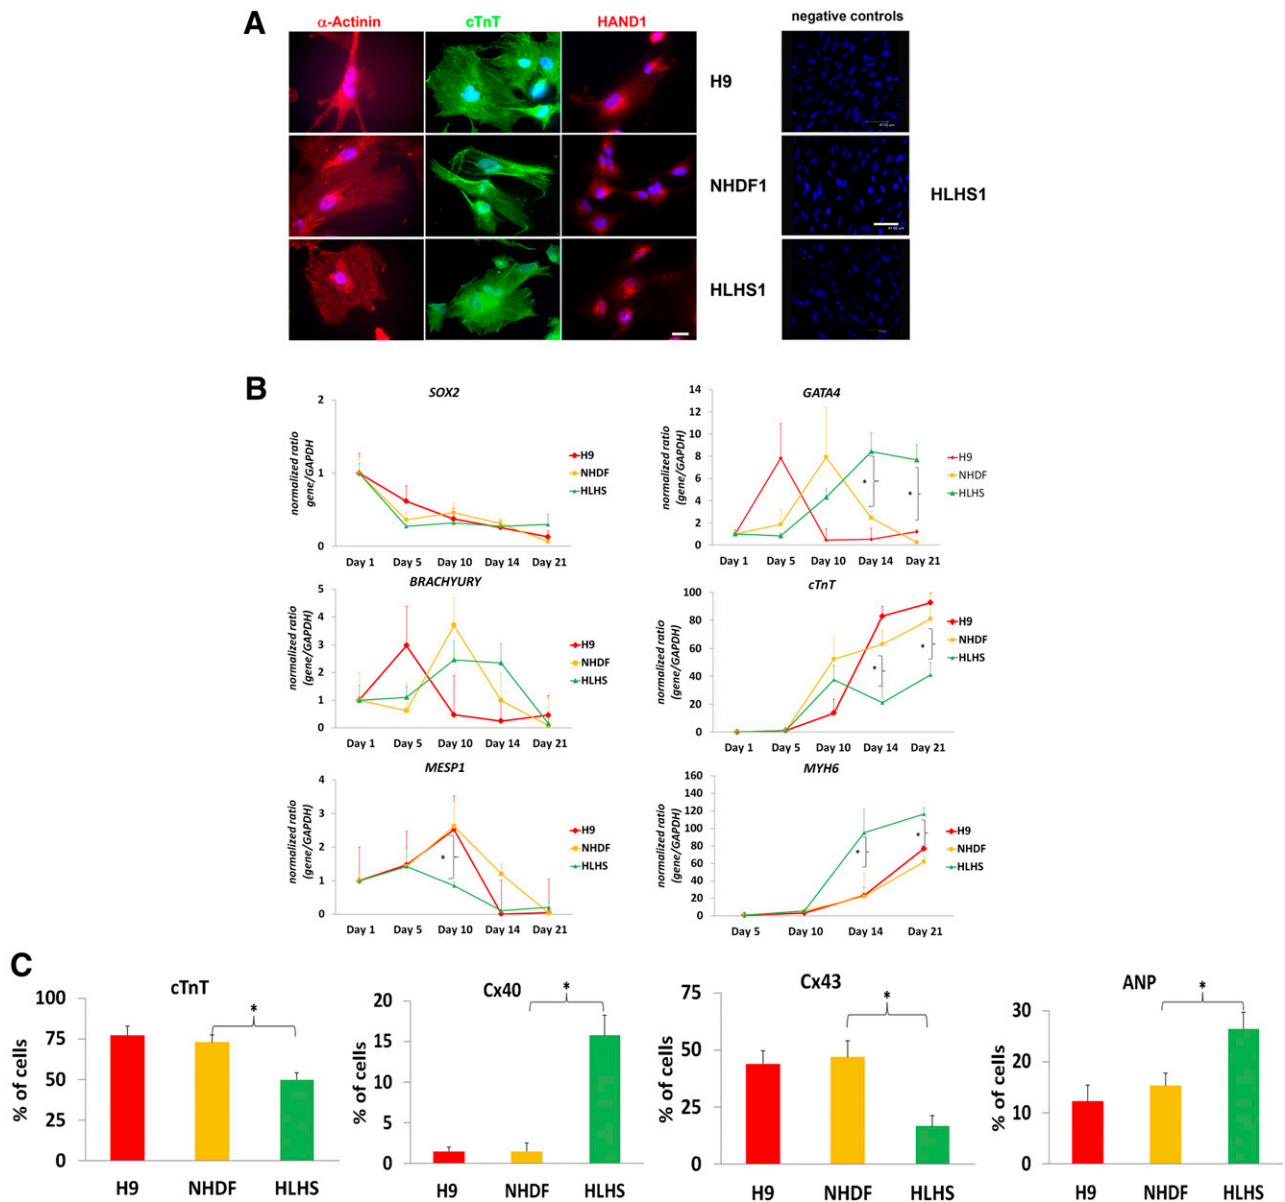 A
α-Actinin
cTnT
HAND1
negative controls
H9
NHDF1
HLHS1
HLHS1
B
SOX2
normalized ratio
gene/GAPDH
2
1
0
Day 1 Day 5 Day 10 Day 14 Day 21
H9
NHDF
HLHS
GATA4
normalized ratio
(gene/GAPDH)
14
12
10
8
6
4
2
0
*
*
Day 1 Day 5 Day 10 Day 14 Day 21
H9
NHDF
HLHS
BRACHYURY
normalized ratio
(gene/GAPDH)
5
4
3
2
1
0
Day 1 Day 5 Day 10 Day 14 Day 21
H9
NHDF
HLHS
cTnT
normalized ratio
(gene/GAPDH)
100
80
60
40
20
0
*
*
Day 1 Day 5 Day 10 Day 14 Day 21
H9
NHDF
HLHS
MESP1
normalized ratio
(gene/GAPDH)
4
3
2
1
0
*
Day 1 Day 5 Day 10 Day 14 Day 21
H9
NHDF
HLHS
MYH6
normalized ratio
(gene/GAPDH)
160
140
120
100
80
60
40
20
0
*
*
Day 5 Day 10 Day 14 Day 21
H9
NHDF
HLHS
C
cTnT
% of cells
100
75
50
25
0
*
H9 NHDF HLHS
Cx40
% of cells
20
15
10
5
0
*
H9 NHDF HLHS
Cx43
% of cells
75
50
25
0
*
H9 NHDF HLHS
ANP
% of cells
30
20
10
0
*
H9 NHDF HLHS